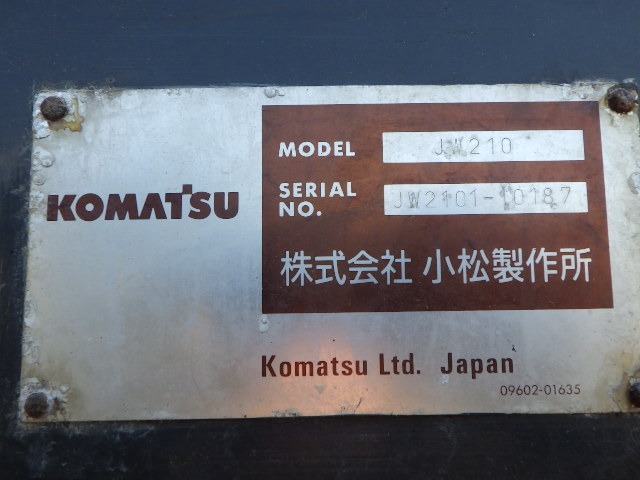 KOMATSU
MODEL JW210
SERIAL NO. JW2101-10187
株式会社 小松製作所
Komatsu Ltd. Japan
09602-01635